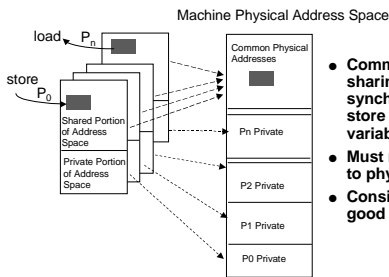 Machine Physical Address Space
load
Pn
store
P0
Shared Portion
of Address
Space
Private Portion
of Address
Space
Common Physical
Addresses
Pn Private
P2 Private
P1 Private
P0 Private
● Comm
sharing
synch
store
variab
● Must
to phy
● Consi
good